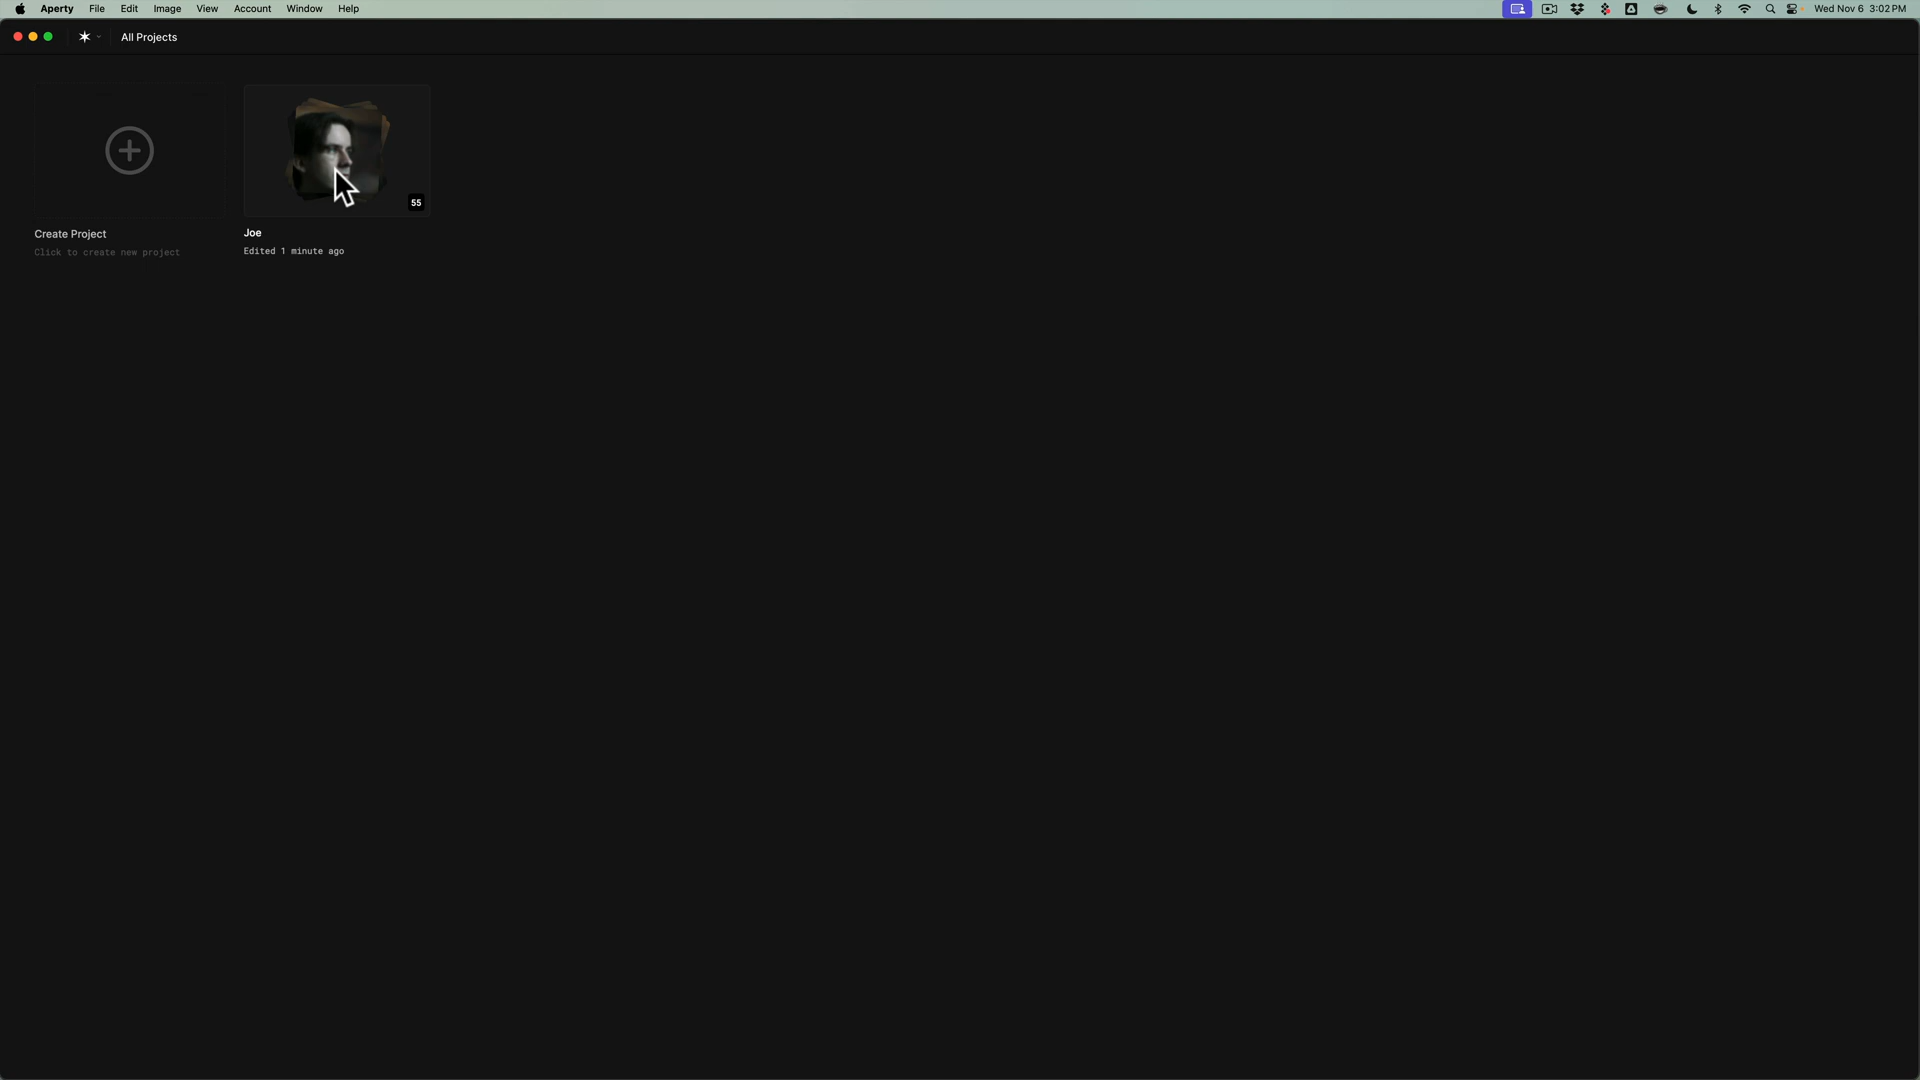 Aperty File Edit Image View Account Window Help Wed Nov 6 3:02 PM
All Projects
55
Create Project
Click to create new project
Joe
Edited 1 minute ago